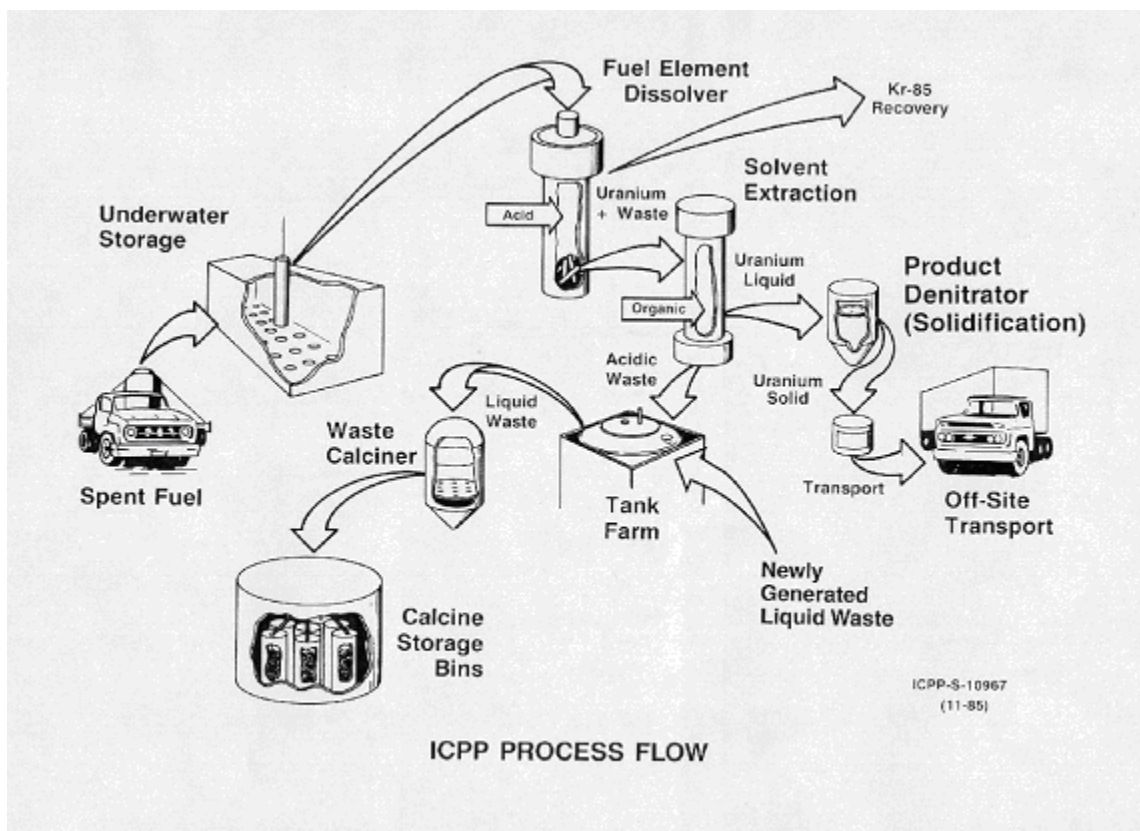 Fuel Element
Dissolver
Kr-85
Recovery
Solvent
Extraction
Underwater
Storage
Acid
Uranium
+ Waste
Uranium
Liquid
Product
Denitrator
(Solidification)
Organic
Acidic
Waste
Uranium
Solid
Liquid
Waste
Waste
Calciner
Spent Fuel
Tank
Farm
Transport
Off-Site
Transport
Newly
Generated
Liquid Waste
Calcine
Storage
Bins
ICPP-S-10967
(11-85)
ICPP PROCESS FLOW